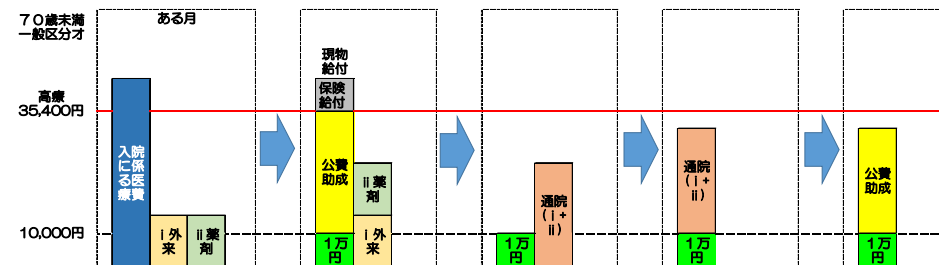 70歳未満
一般区分オ
ある月
高療
35,400円
10,000円
入院
に係
る医
療費
ⅰ外
来
ⅱ薬
剤
現物
給付
保険
給付
公費
助成
1万
円
ⅱ薬
剤
ⅰ外
来
1万
円
通院
(ⅰ+
ⅱ)
通院
(ⅰ+
ⅱ)
1万
円
公費
助成
1万
円